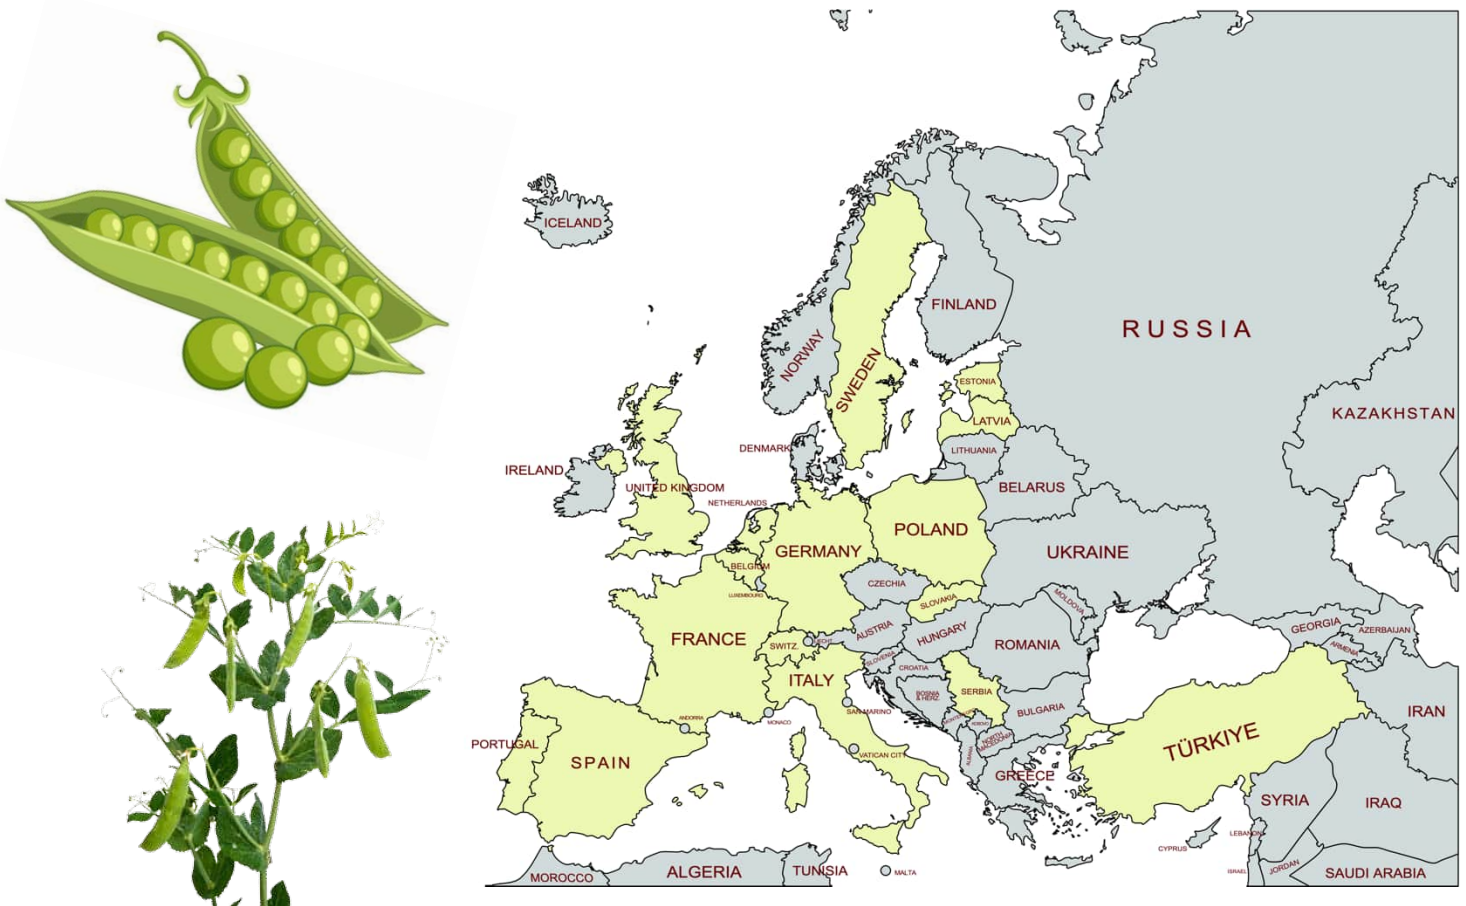 ICELAND
FINLAND
RUSSIA
NORWAY
SWEDEN
ESTONIA
LATVIA
KAZAKHSTAN
DENMARK
LITHUANIA
IRELAND
UNITED KINGDOM
BELARUS
NETHERLANDS
POLAND
GERMANY
UKRAINE
BELGIUM
CZECHIA
LUXEMBOURG
SLOVAKIA
MOLDOVA
FRANCE
SWITZ.
LIECHT.
AUSTRIA
HUNGARY
ROMANIA
GEORGIA
AZERBAIJAN
ARMENIA
SLOVENIA
CROATIA
ITALY
BOSNIA
& HERZ.
SERBIA
SAN MARINO
MONTENEGRO
KOSOVO
BULGARIA
IRAN
ANDORRA
MONACO
PORTUGAL
SPAIN
VATICAN CITY
ALBANIA
NORTH
MACEDONIA
TÜRKIYE
GREECE
SYRIA
IRAQ
LEBANON
CYPRUS
MOROCCO
ALGERIA
TUNISIA
MALTA
ISRAEL
JORDAN
SAUDI ARABIA